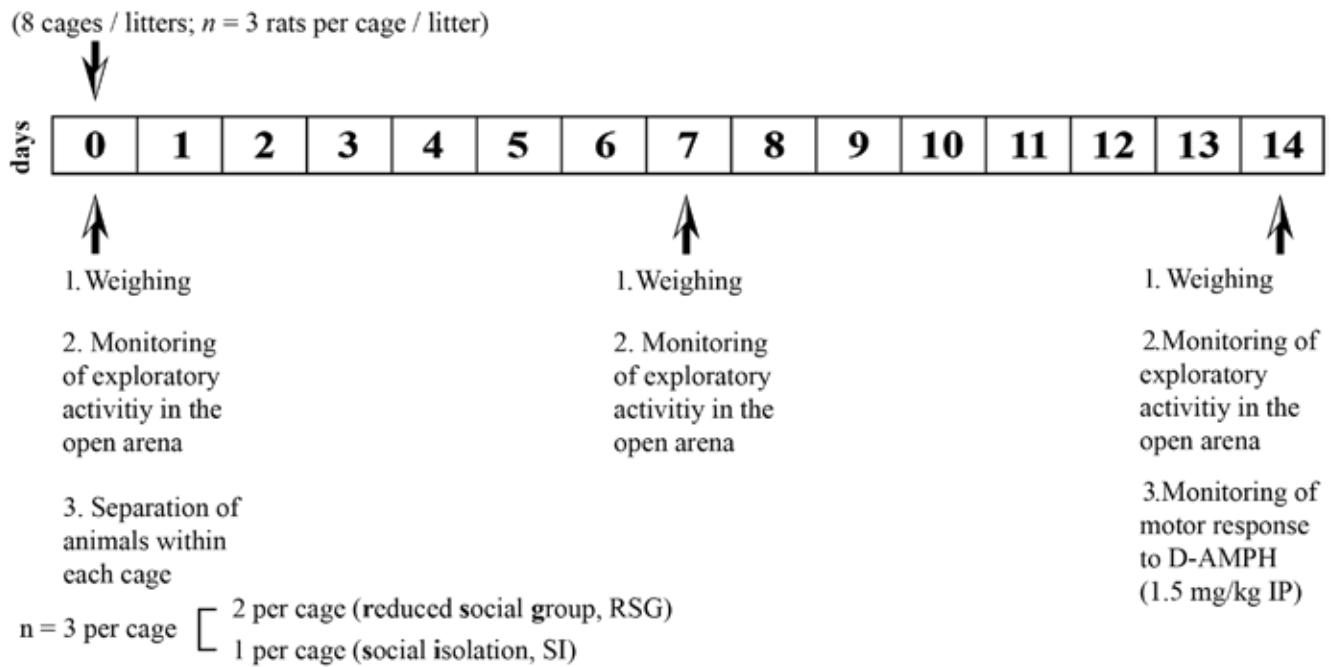 (8 cages / litters; n = 3 rats per cage / litter)
days
0 1 2 3 4 5 6 7 8 9 10 11 12 13 14
1. Weighing
2. Monitoring
of exploratory
activitiy in the
open arena
3. Separation of
animals within
each cage
n = 3 per cage
2 per cage (reduced social group, RSG)
1 per cage (social isolation, SI)
1. Weighing
2. Monitoring
of exploratory
activitiy in the
open arena
1. Weighing
2.Monitoring of
exploratory
activitiy in the
open arena
3.Monitoring of
motor response
to D-AMPH
(1.5 mg/kg IP)